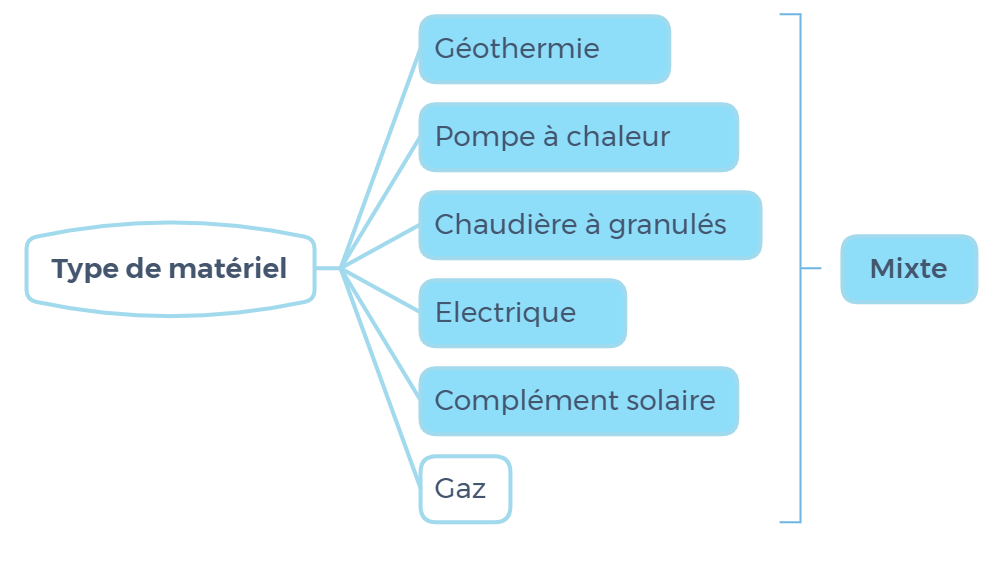 Géothermie
Pompe à chaleur
Chaudière à granulés
Type de matériel
Mixte
Electrique
Complément solaire
Gaz